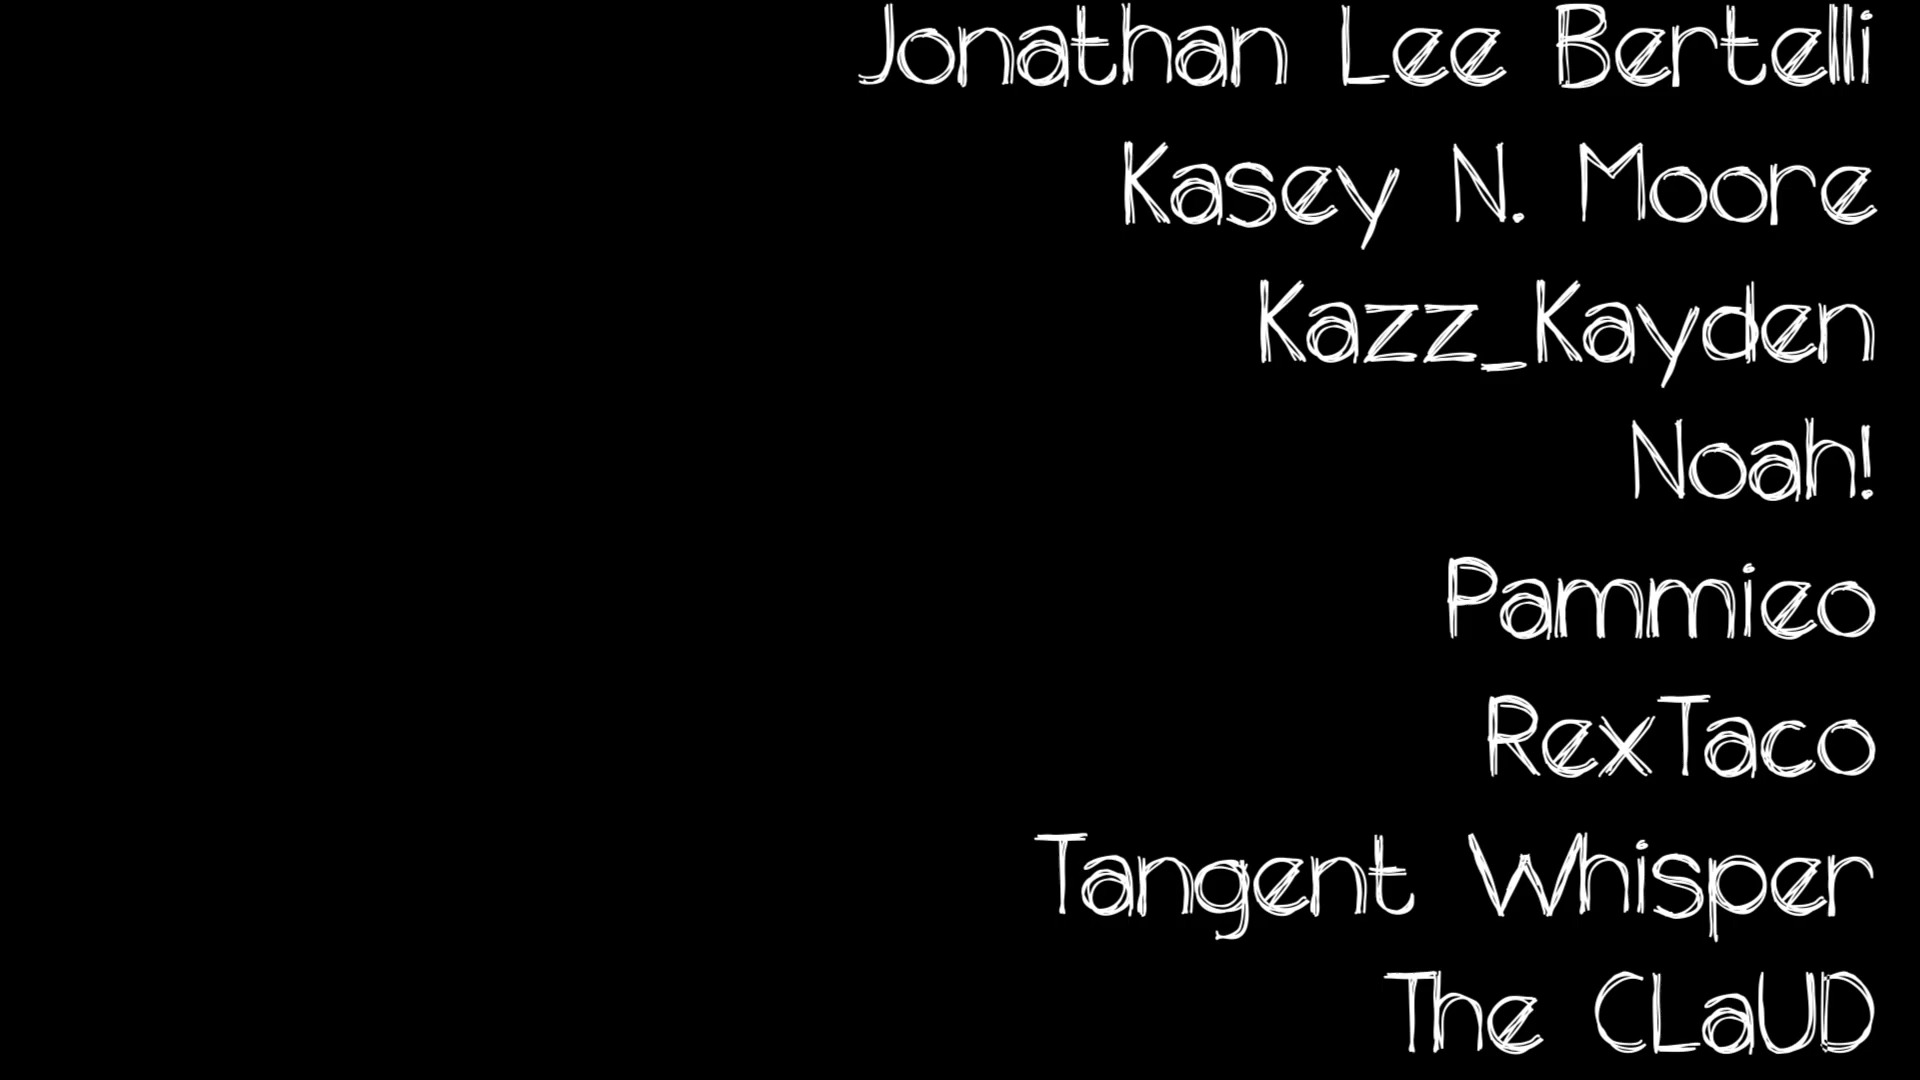 Jonathan Lee Bertelli
Kasey N. Moore
Kazz_Kayden
Noah!
Pammieo
RexTaco
Tangent Whisper
The CLaUD